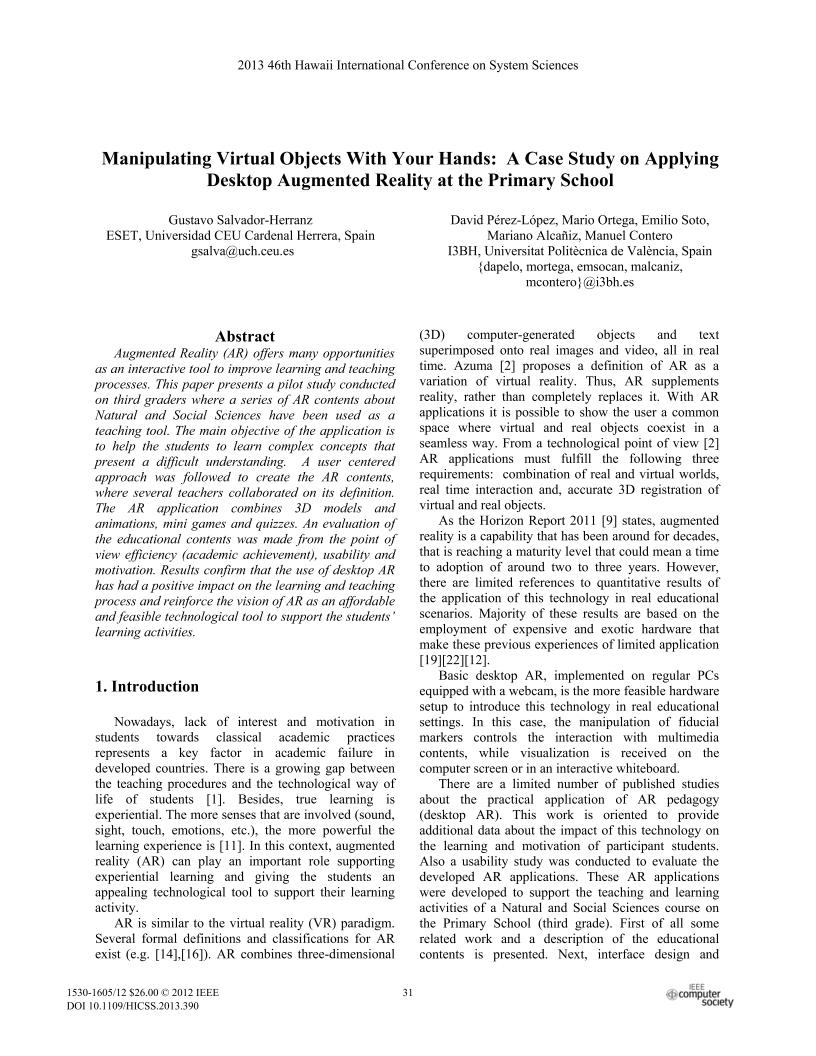 2013 46th Hawaii International Conference on System Sciences
Manipulating Virtual Objects With Your Hands: A Case Study on Applying
Desktop Augmented Reality at the Primary School
Gustavo Salvador-Herranz
ESET, Universidad CEU Cardenal Herrera, Spain
gsalva@uch.ceu.es
David Pérez-López, Mario Ortega, Emilio Soto,
Mariano Alcañiz, Manuel Contero
I3BH, Universitat Politècnica de València, Spain
{dapelo, mortega, emsocan, malcaniz,
mcontero}@i3bh.es
Abstract
Augmented Reality (AR) offers many opportunities
as an interactive tool to improve learning and teaching
processes. This paper presents a pilot study conducted
on third graders where a series of AR contents about
Natural and Social Sciences have been used as a
teaching tool. The main objective of the application is
to help the students to learn complex concepts that
present a difficult understanding. A user centered
approach was followed to create the AR contents,
where several teachers collaborated on its definition.
The AR application combines 3D models and
animations, mini games and quizzes. An evaluation of
the educational contents was made from the point of
view efficiency (academic achievement), usability and
motivation. Results confirm that the use of desktop AR
has had a positive impact on the learning and teaching
process and reinforce the vision of AR as an affordable
and feasible technological tool to support the students'
learning activities.
1. Introduction
Nowadays, lack of interest and motivation in
students towards classical academic practices
represents a key factor in academic failure in
developed countries. There is a growing gap between
the teaching procedures and the technological way of
life of students [1]. Besides, true learning is
experiential. The more senses that are involved (sound,
sight, touch, emotions, etc.), the more powerful the
learning experience is [11]. In this context, augmented
reality (AR) can play an important role supporting
experiential learning and giving the students an
appealing technological tool to support their learning
activity.
AR is similar to the virtual reality (VR) paradigm.
Several formal definitions and classifications for AR
exist (e.g. [14],[16]). AR combines three-dimensional
(3D) computer-generated objects and text
superimposed onto real images and video, all in real
time. Azuma [2] proposes a definition of AR as a
variation of virtual reality. Thus, AR supplements
reality, rather than completely replaces it. With AR
applications it is possible to show the user a common
space where virtual and real objects coexist in a
seamless way. From a technological point of view [2]
AR applications must fulfill the following three
requirements: combination of real and virtual worlds,
real time interaction and, accurate 3D registration of
virtual and real objects.
As the Horizon Report 2011 [9] states, augmented
reality is a capability that has been around for decades,
that is reaching a maturity level that could mean a time
to adoption of around two to three years. However,
there are limited references to quantitative results of
the application of this technology in real educational
scenarios. Majority of these results are based on the
employment of expensive and exotic hardware that
make these previous experiences of limited application
[19][22][12].
Basic desktop AR, implemented on regular PCs
equipped with a webcam, is the more feasible hardware
setup to introduce this technology in real educational
settings. In this case, the manipulation of fiducial
markers controls the interaction with multimedia
contents, while visualization is received on the
computer screen or in an interactive whiteboard.
There are a limited number of published studies
about the practical application of AR pedagogy
(desktop AR). This work is oriented to provide
additional data about the impact of this technology on
the learning and motivation of participant students.
Also a usability study was conducted to evaluate the
developed AR applications. These AR applications
were developed to support the teaching and learning
activities of a Natural and Social Sciences course on
the Primary School (third grade). First of all some
related work and a description of the educational
contents is presented. Next, interface design and
1530-1605/12 $26.00 © 2012 IEEE
DOI 10.1109/HICSS.2013.390
31
IEEE
computer
society